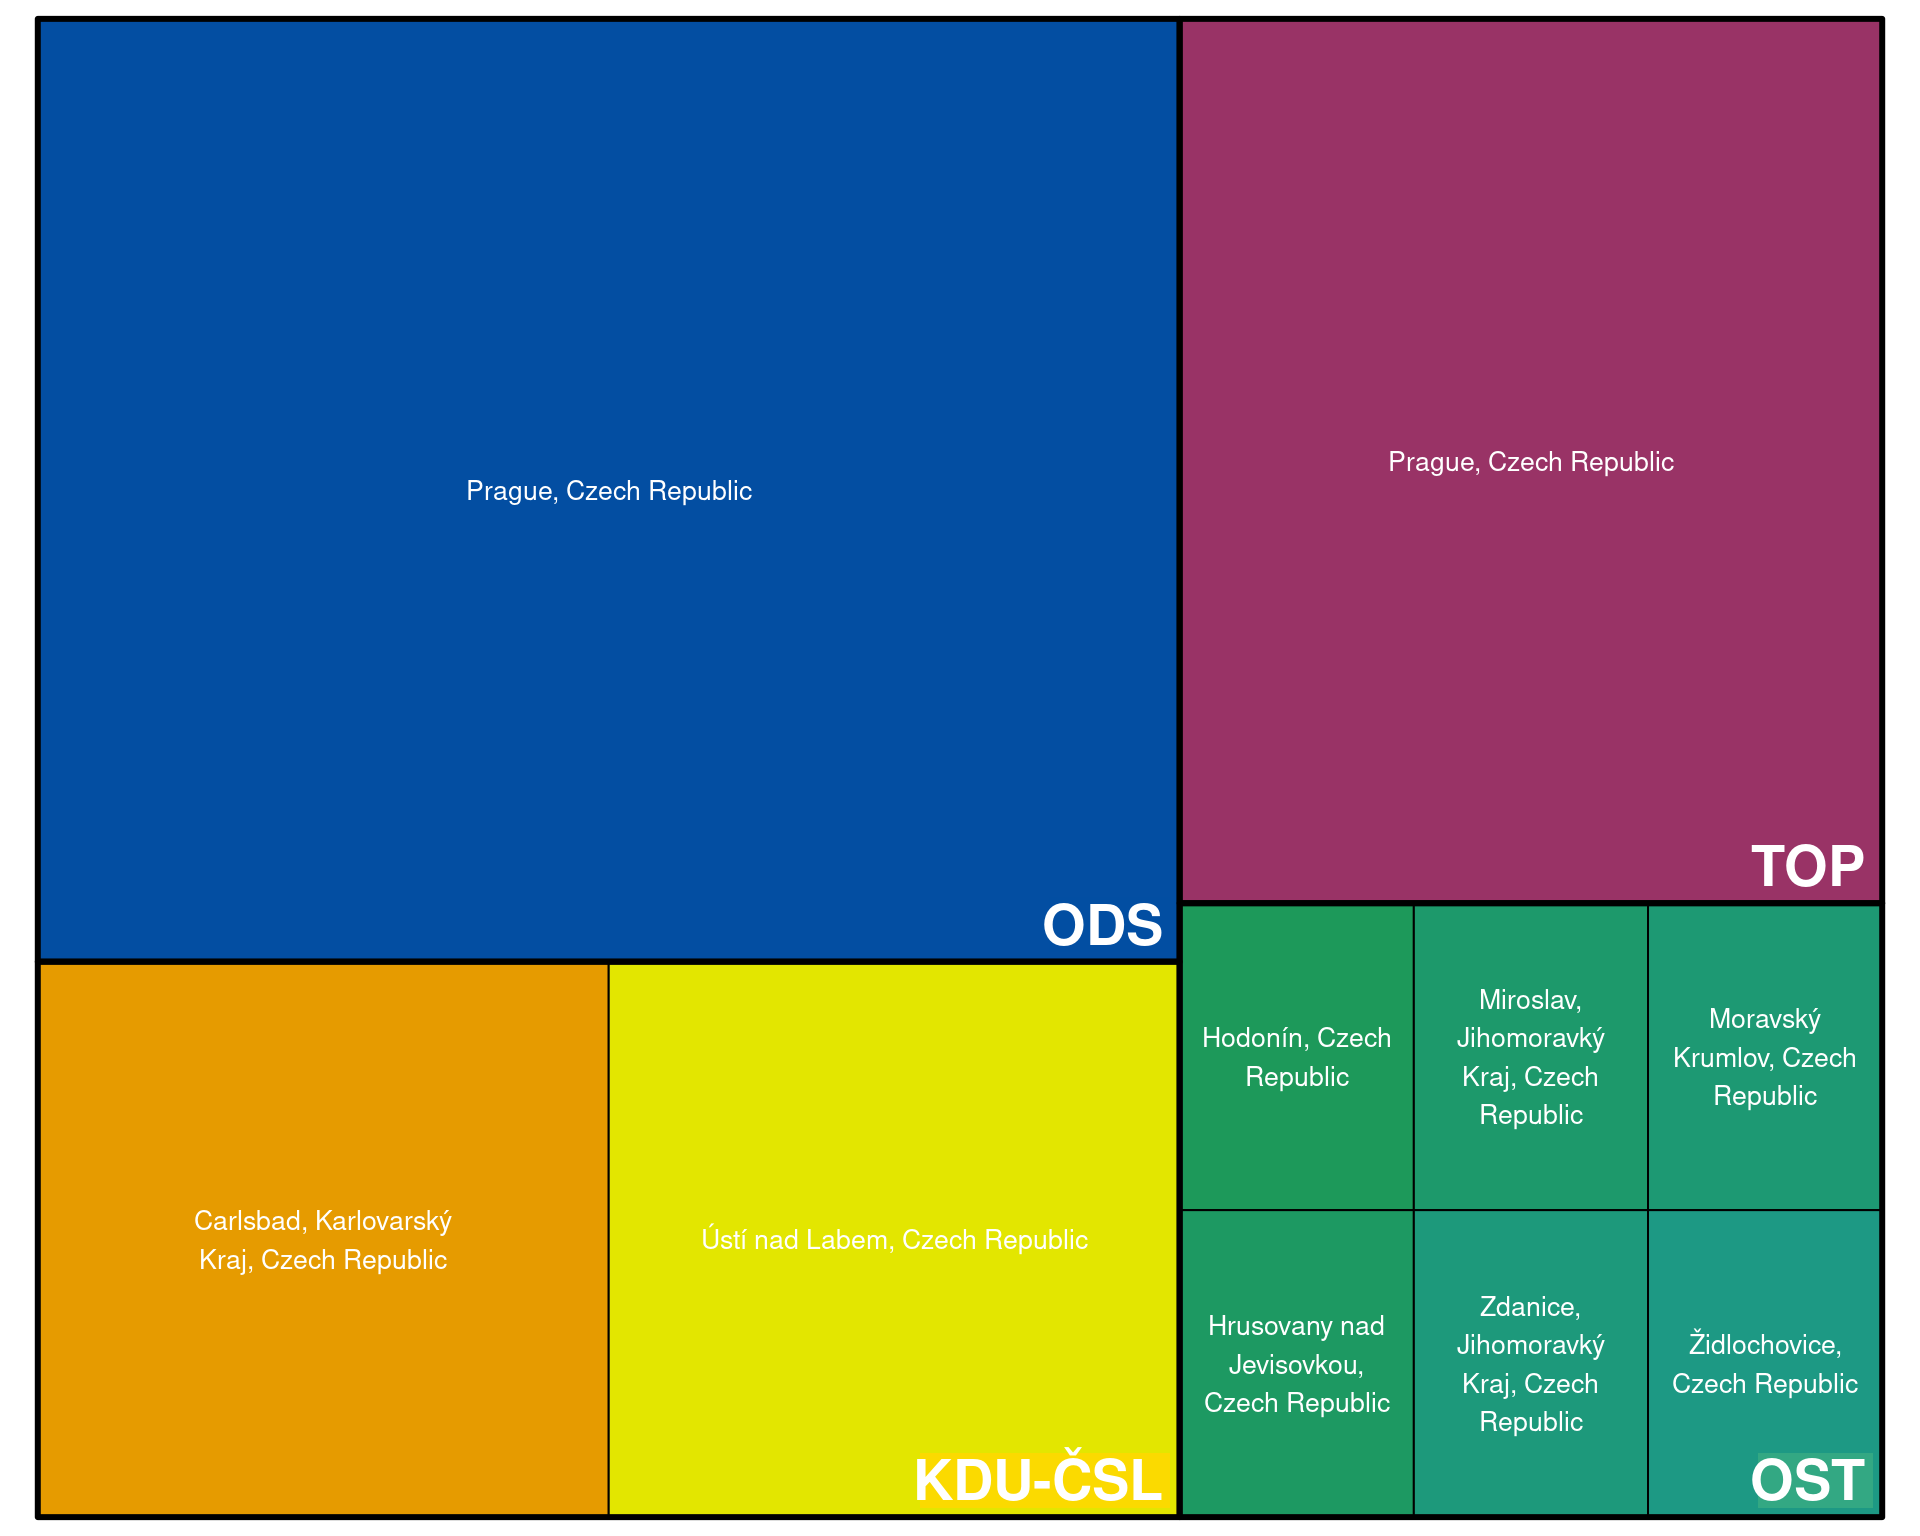 Prague, Czech Republic
ODS
Prague, Czech Republic
TOP
Carlsbad, Karlovarský
Kraj, Czech Republic
Ústí nad Labem, Czech Republic
KDU-ČSL
Hodonín, Czech
Republic
Miroslav,
Jihomoravký
Kraj, Czech
Republic
Moravský
Krumlov, Czech
Republic
Hrusovany nad
Jevisovkou,
Czech Republic
Zdanice,
Jihomoravký
Kraj, Czech
Republic
Židlochovice,
Czech Republic
OST